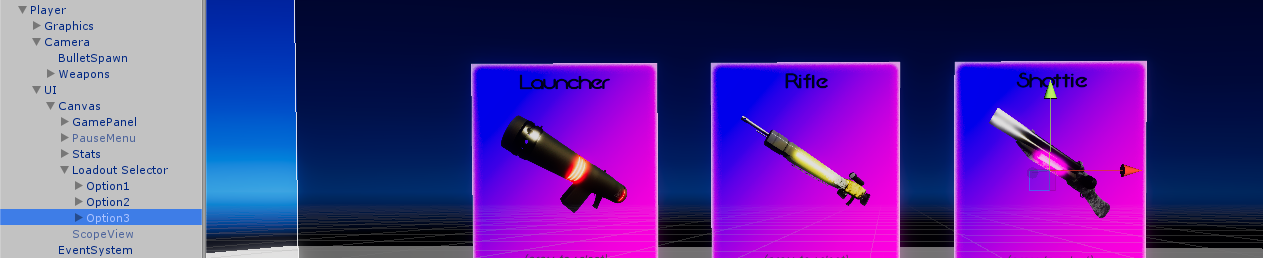 Player
Graphics
Camera
BulletSpawn
Weapons
UI
Canvas
GamePanel
PauseMenu
Stats
Loadout Selector
Option1
Option2
Option3
ScopeView
EventSystem
Launcher
Rifle
Shottie